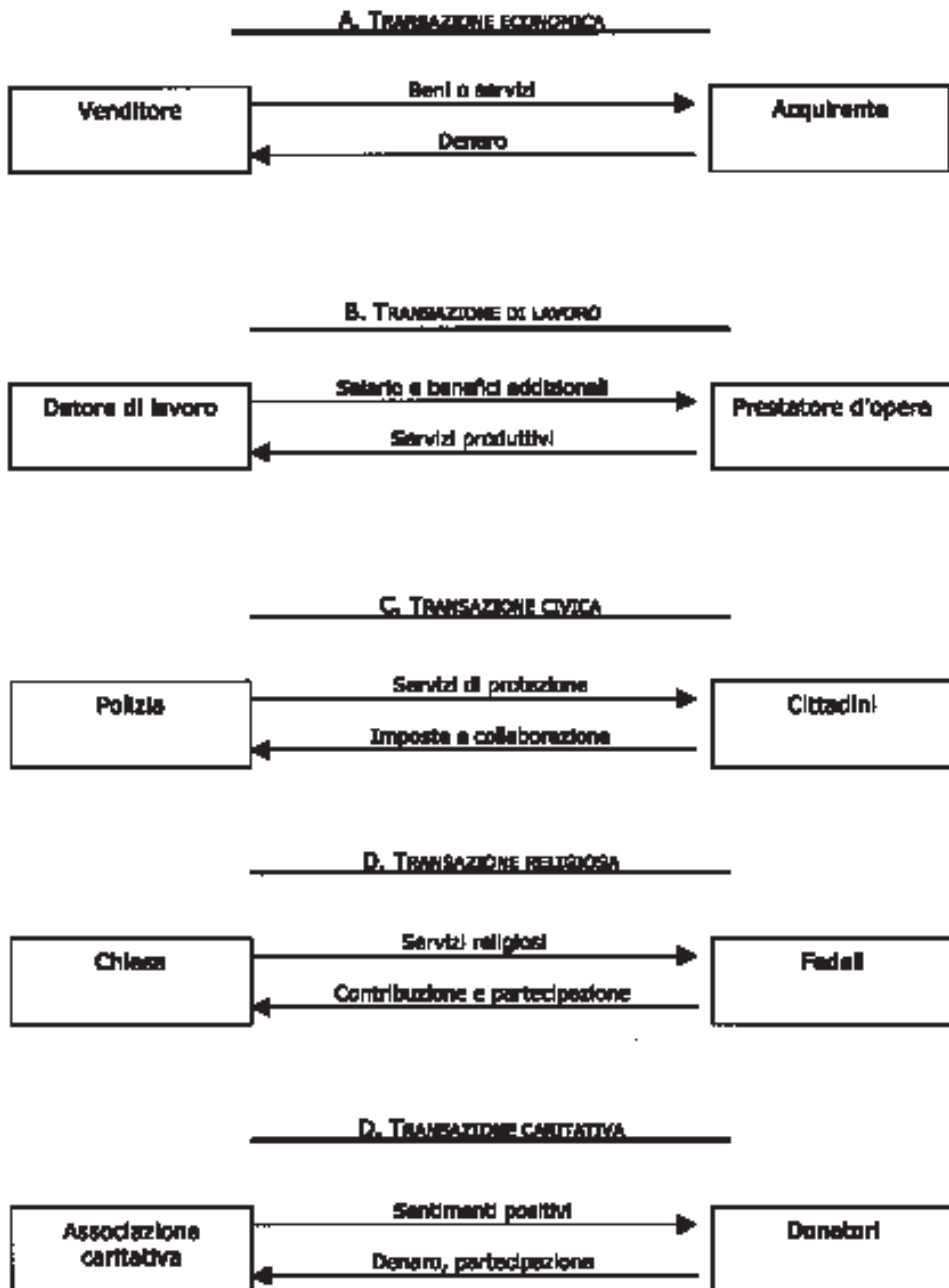 A. TRANSAZIONE ECONOMICA
Venditore
Beni o servizi
Acquirente
Denaro
B. TRANSAZIONE DI LAVORO
Datore di lavoro
Salario e benefici addizionali
Prestatore d'opera
Servizi produttivi
C. TRANSAZIONE CIVICA
Polizia
Servizi di protezione
Cittadini
Imposte e collaborazione
D. TRANSAZIONE RELIGIOSA
Chiesa
Servizi religiosi
Fedeli
Contribuzione e partecipazione
D. TRANSAZIONE CARITATIVA
Associazione
caritativa
Sentimenti positivi
Donatori
Denaro, partecipazione